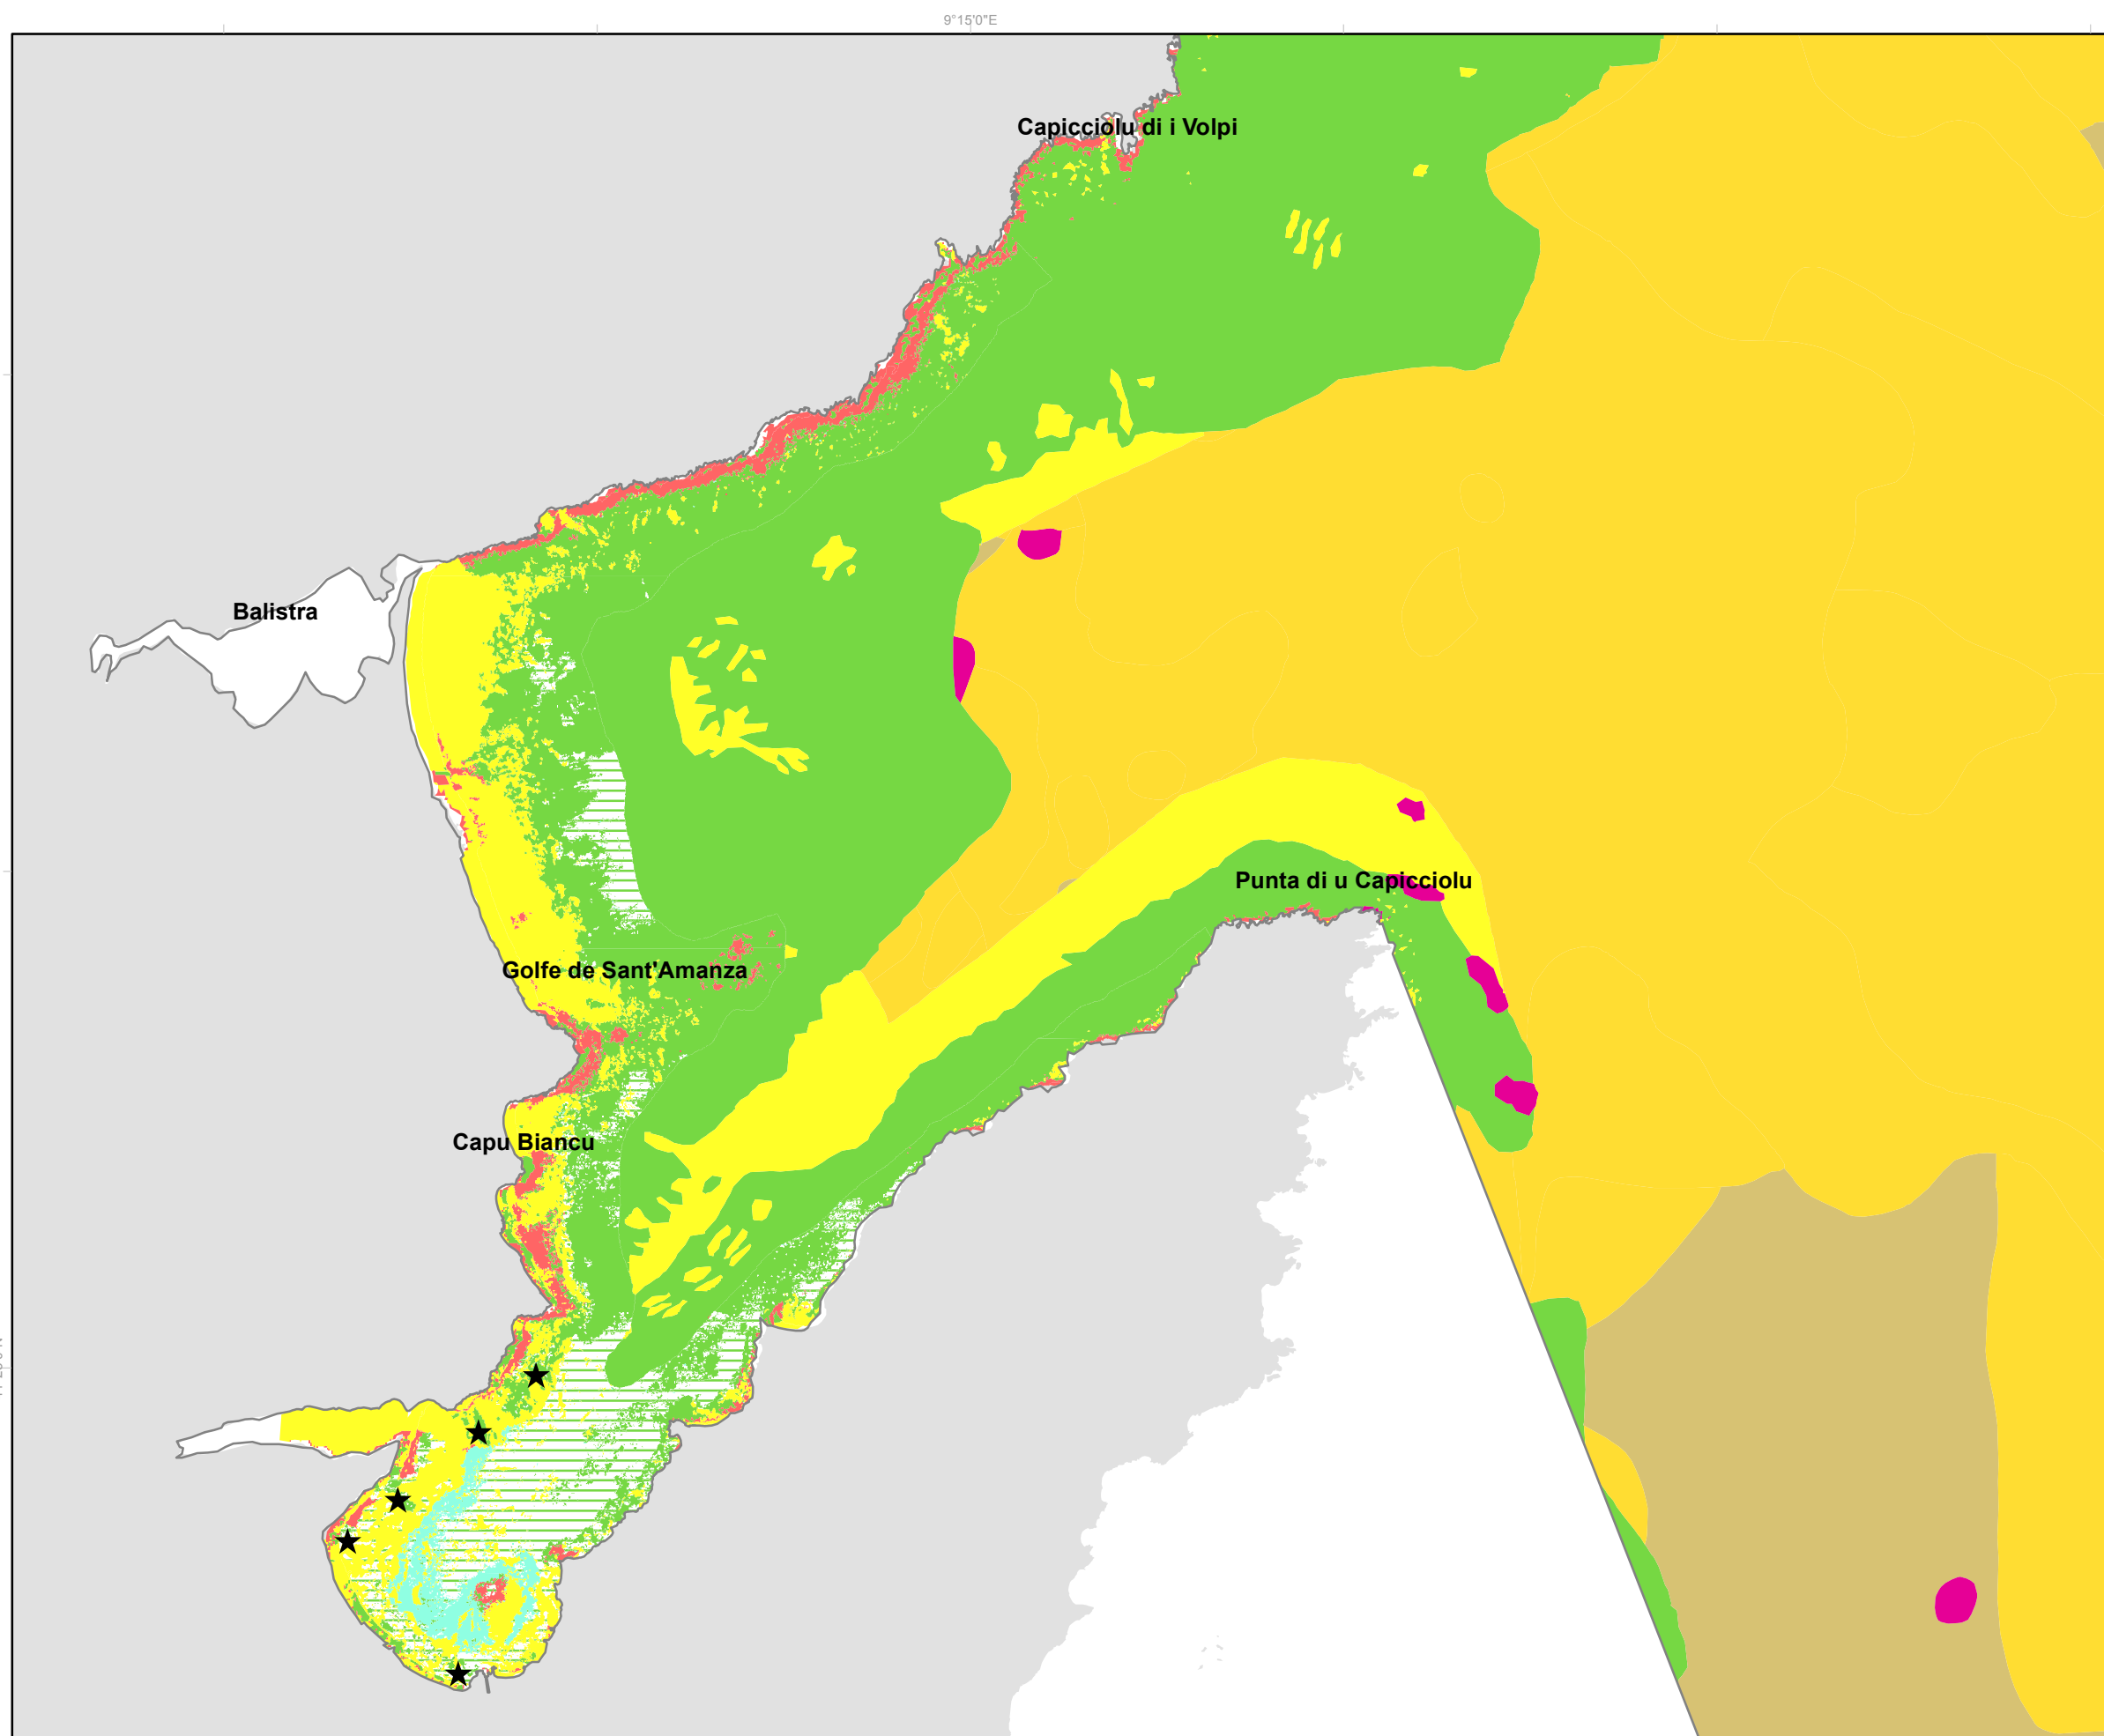 9°15'0"E
Capicciolu di i Volpi
Balistra
Punta di u Capicciolu
Golfe de Sant'Amanza
Capu Biancu